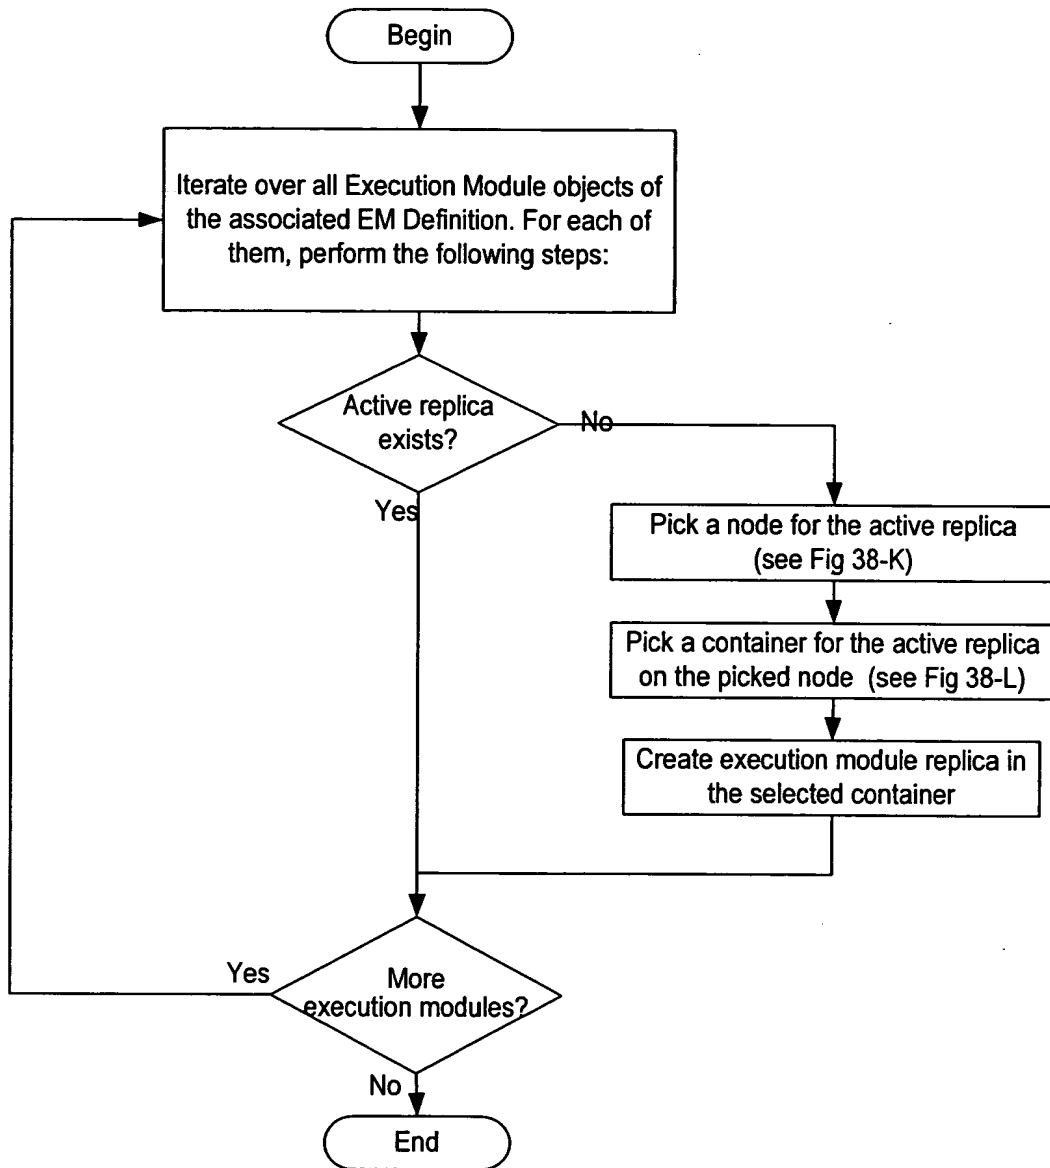 Begin
Iterate over all Execution Module objects of
the associated EM Definition. For each of
them, perform the following steps:
Active replica
exists?
No
Yes
Pick a node for the active replica
(see Fig 38-K)
Pick a container for the active replica
on the picked node (see Fig 38-L)
Create execution module replica in
the selected container
Yes
More
execution modules?
No
End